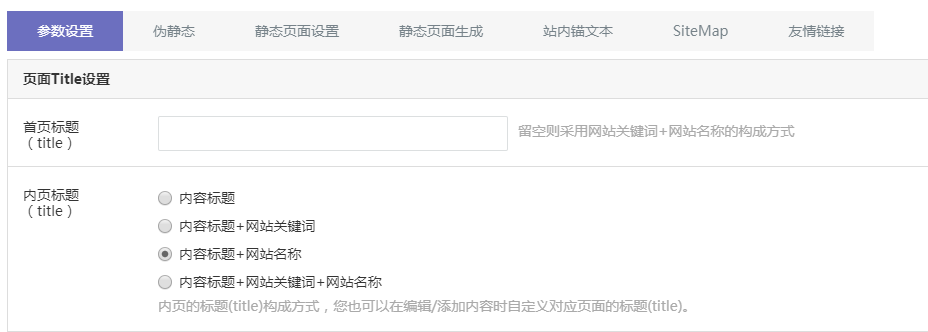 参数设置 伪静态 静态页面设置 静态页面生成 站内锚文本 SiteMap 友情链接
页面Title设置
首页标题
（title）
留空则采用网站关键词+网站名称的构成方式
内页标题
（title）
内容标题
内容标题+网站关键词
内容标题+网站名称
内容标题+网站关键词+网站名称
内页的标题(title)构成方式，您也可以在编辑/添加内容时自定义对应页面的标题(title)。